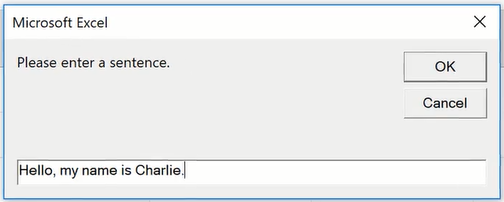 Microsoft Excel
Please enter a sentence.
OK
Cancel
Hello, my name is Charlie.